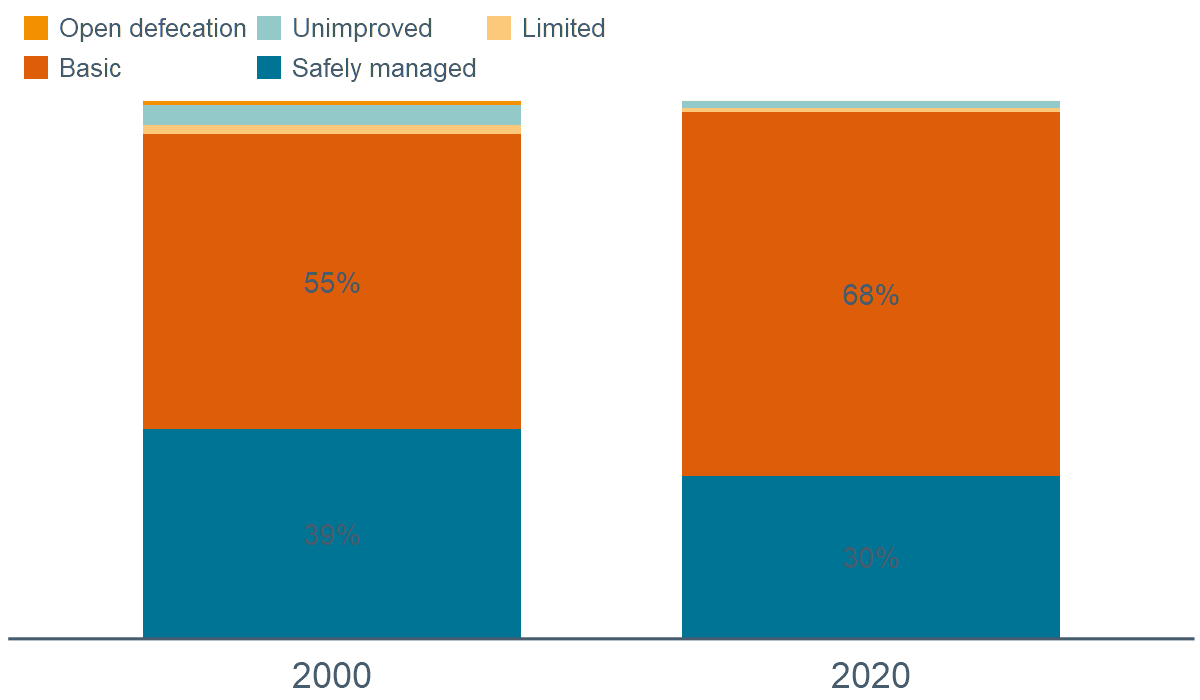 Open defecation Unimproved Limited
Basic Safely managed
55%
68%
39%
30%
2000 2020